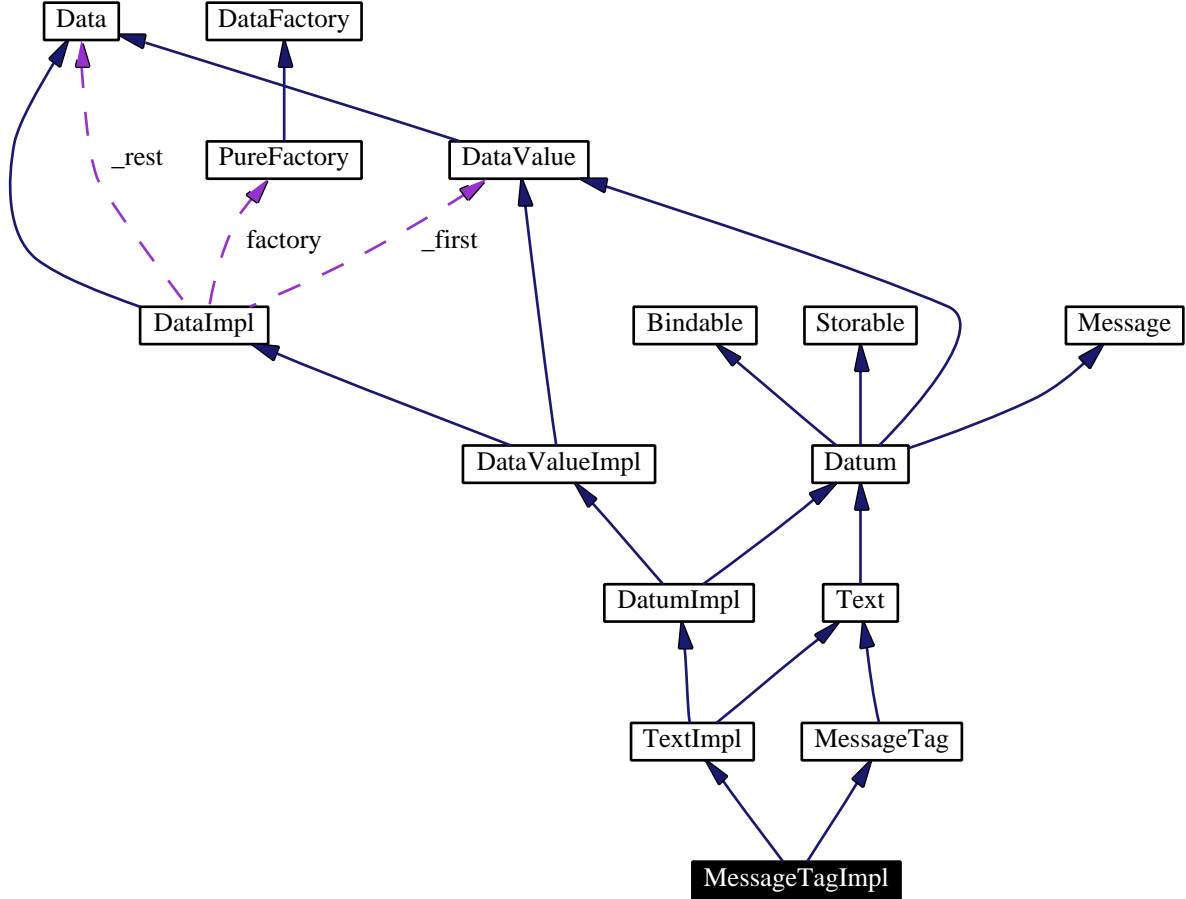 Data
DataFactory
_rest
PureFactory
DataValue
factory
_first
DataImpl
Bindable
Storable
Message
DataValueImpl
Datum
DatumImpl
Text
TextImpl
MessageTag
MessageTagImpl